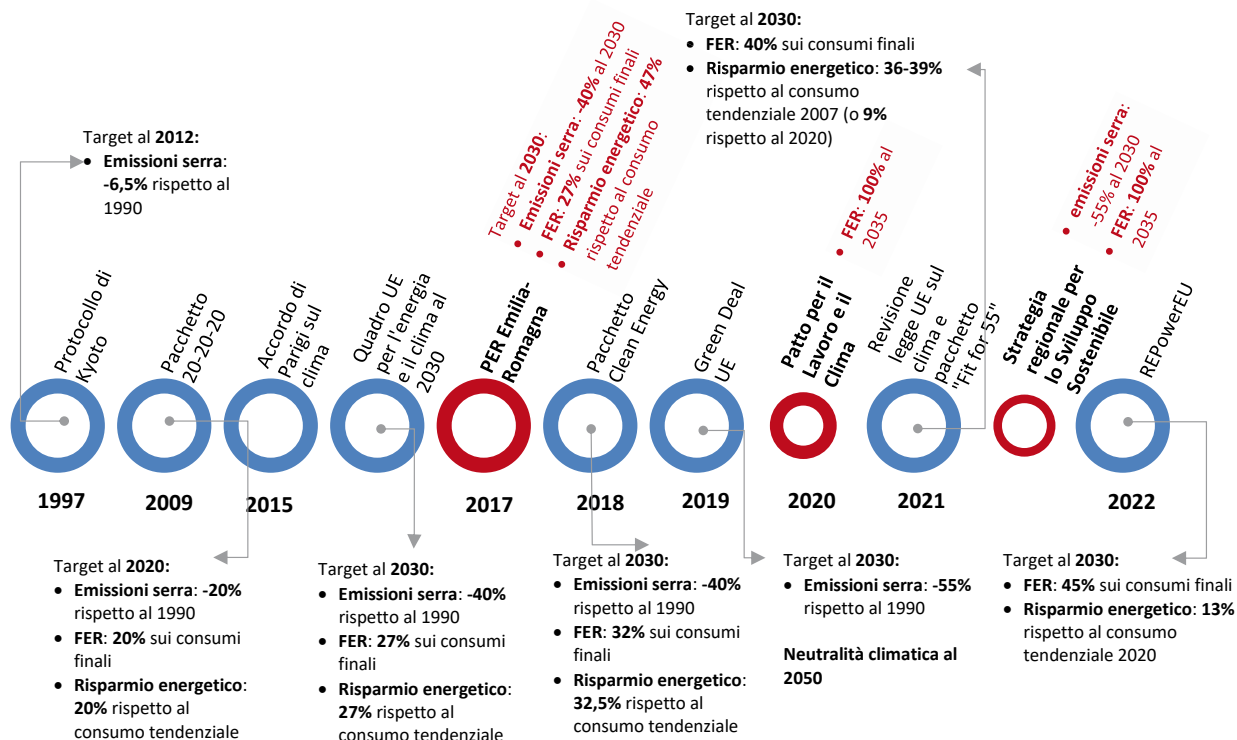 Target al 2012:
• Emissioni serra:
-6,5% rispetto al
1990
Target al 2030:
• Emissioni serra: -40% al 2030
• FER: 27% sui consumi finali
• Risparmio energetico: 47%
rispetto al consumo
tendenziale
Target al 2030:
• FER: 40% sui consumi finali
• Risparmio energetico: 36-39%
rispetto al consumo
tendenziale 2007 (o 9%
rispetto al 2020)
• FER: 100% al
2035
• emissioni serra:
-55% al 2030
• FER: 100% al
2035
Protocollo di
Kyoto
Pacchetto
20-20-20
Accordo di
Parigi sul
clima
Quadro UE
per l'energia
e il clima al
2030
PER Emilia-
Romagna
Pacchetto
Clean Energy
Green Deal
UE
Patto per il
Lavoro e il
Clima
Revisione
legge UE sul
clima e
pacchetto
"Fit for 55"
Strategia
regionale per
lo Sviluppo
Sostenibile
REPowerEU
1997
2009
2015
2017
2018
2019
2020
2021
2022
Target al 2020:
• Emissioni serra: -20%
rispetto al 1990
• FER: 20% sui consumi
finali
• Risparmio energetico:
20% rispetto al
consumo tendenziale
Target al 2030:
• Emissioni serra: -40%
rispetto al 1990
• FER: 27% sui consumi
finali
• Risparmio energetico:
27% rispetto al
consumo tendenziale
Target al 2030:
• Emissioni serra: -40%
rispetto al 1990
• FER: 32% sui consumi
finali
• Risparmio energetico:
32,5% rispetto al
consumo tendenziale
Target al 2030:
• Emissioni serra: -55%
rispetto al 1990
Neutralità climatica al
2050
Target al 2030:
• FER: 45% sui consumi finali
• Risparmio energetico: 13%
rispetto al consumo
tendenziale 2020